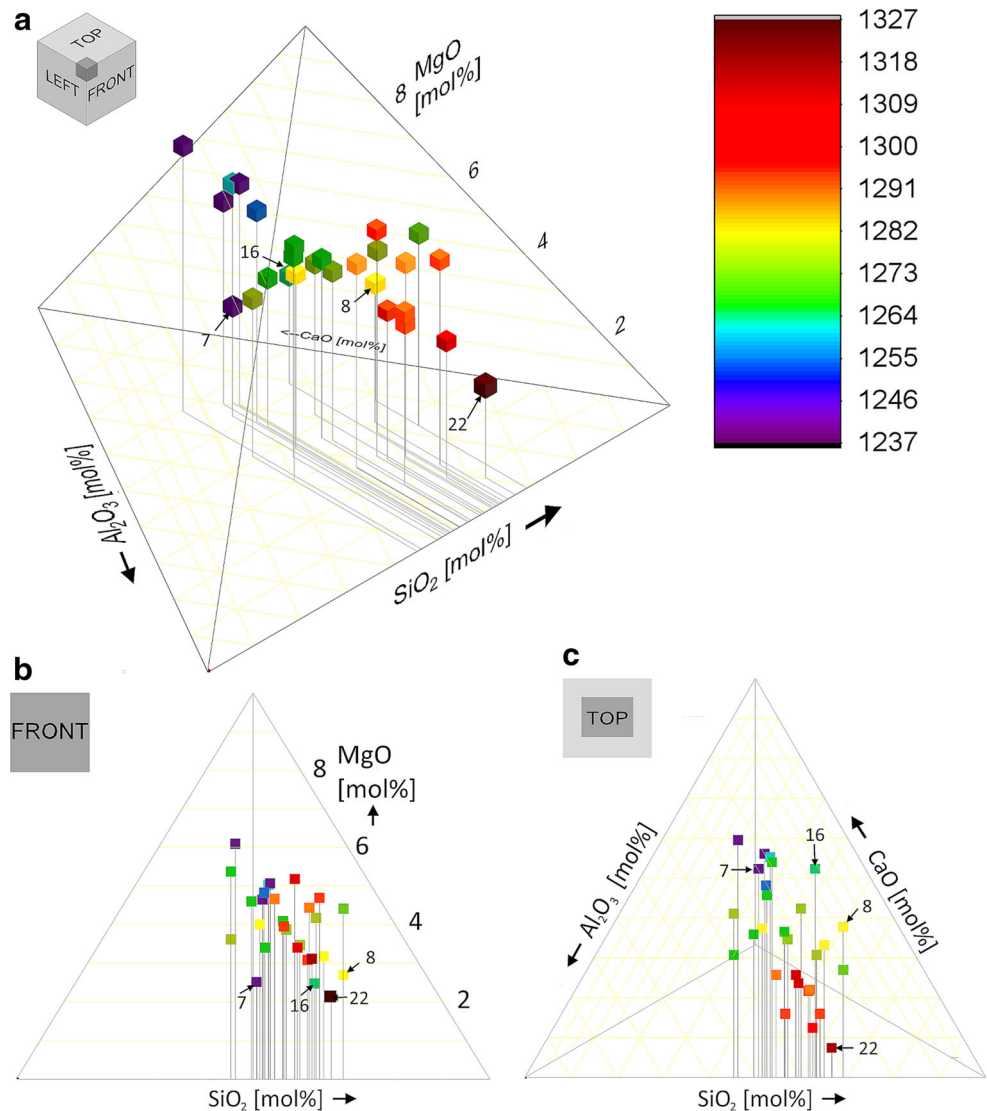 a
TOP
LEFT
FRONT
MgO
[mol%]
8
6
4
2
16
8
7
<--CaO [mol%]
22
Al₂O₃ [mol%]
SiO₂ [mol%]
1327
1318
1309
1300
1291
1282
1273
1264
1255
1246
1237
b
FRONT
MgO
[mol%]
8
6
4
2
7
16
8
22
SiO₂ [mol%]
c
TOP
Al₂O₃ [mol%]
CaO [mol%]
16
7
8
22
SiO₂ [mol%]